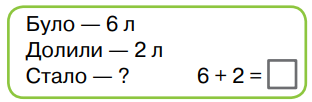 Було — 6 л
Долили — 2 л
Стало — ? 6 + 2 =